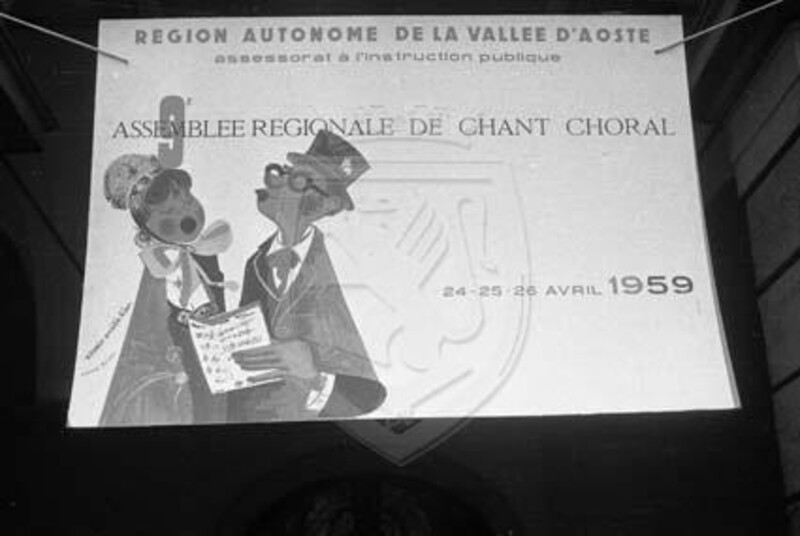 REGION AUTONOME DE LA VALLEE D'AOSTE
assessorat à l'instruction publique
ASSEMBLEE REGIONALE DE CHANT CHORAL
24-25-26 AVRIL 1959